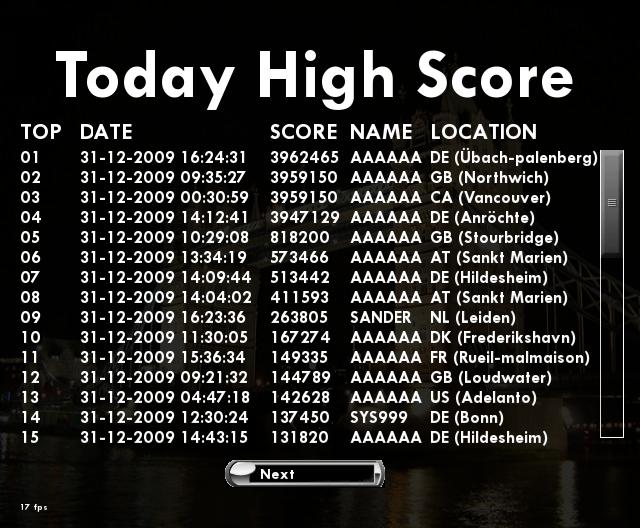 Today High Score
TOP DATE SCORE NAME LOCATION
01 31-12-2009 16:24:31 3962465 AAAAAA DE (Übach-palenberg)
02 31-12-2009 09:35:27 3959150 AAAAAA GB (Northwich)
03 31-12-2009 00:30:59 3959150 AAAAAA CA (Vancouver)
04 31-12-2009 14:12:41 3947129 AAAAAA DE (Anröchte)
05 31-12-2009 10:29:08 818200 AAAAAA GB (Stourbridge)
06 31-12-2009 13:34:19 573466 AAAAAA AT (Sankt Marien)
07 31-12-2009 14:09:44 513442 AAAAAA DE (Hildesheim)
08 31-12-2009 14:04:02 411593 AAAAAA AT (Sankt Marien)
09 31-12-2009 16:23:36 263805 SANDER NL (Leiden)
10 31-12-2009 11:30:05 167274 AAAAAA DK (Frederikshavn)
11 31-12-2009 15:36:34 149335 AAAAAA FR (Rueil-malmaison)
12 31-12-2009 09:21:32 144789 AAAAAA GB (Loudwater)
13 31-12-2009 04:47:18 142628 AAAAAA US (Adelanto)
14 31-12-2009 12:30:24 137450 SYS999 DE (Bonn)
15 31-12-2009 14:43:15 131820 AAAAAA DE (Hildesheim)
Next
17 fps